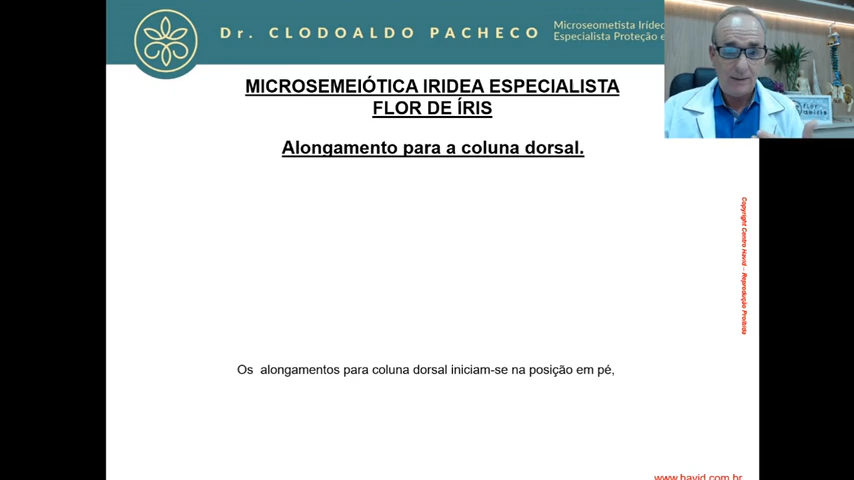 Dr. CLODOALDO PACHECO
Microseometista Iríde
Especialista Proteção e
MICROSEMEIÓTICA IRIDEA ESPECIALISTA
FLOR DE ÍRIS
Alongamento para a coluna dorsal.
Copyright Centro Havid – Reprodução Proibida
Os alongamentos para coluna dorsal iniciam-se na posição em pé,
www.havid.com.br